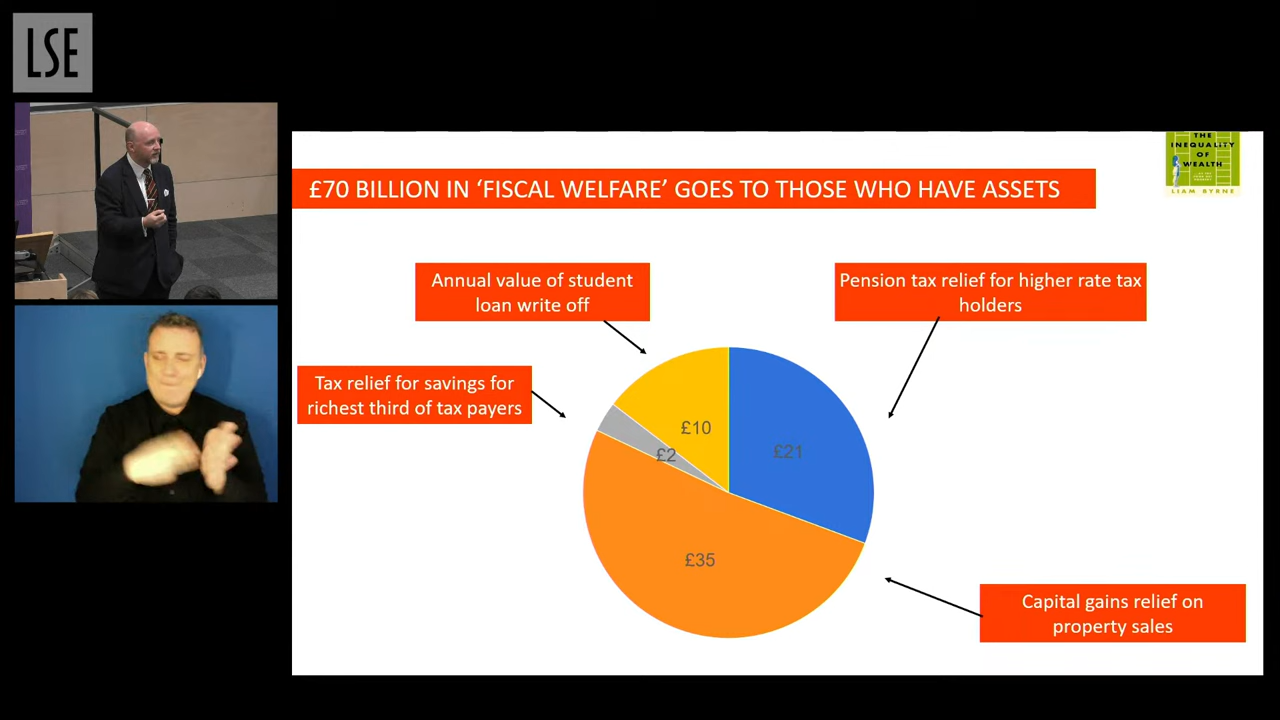 LSE
THE
INEQUALITY
OF
WEALTH
LIAM BYRNE
£70 BILLION IN ‘FISCAL WELFARE’ GOES TO THOSE WHO HAVE ASSETS
Annual value of student
loan write off
Pension tax relief for higher rate tax
holders
Tax relief for savings for
richest third of tax payers
£10
£21
£2
£35
Capital gains relief on
property sales